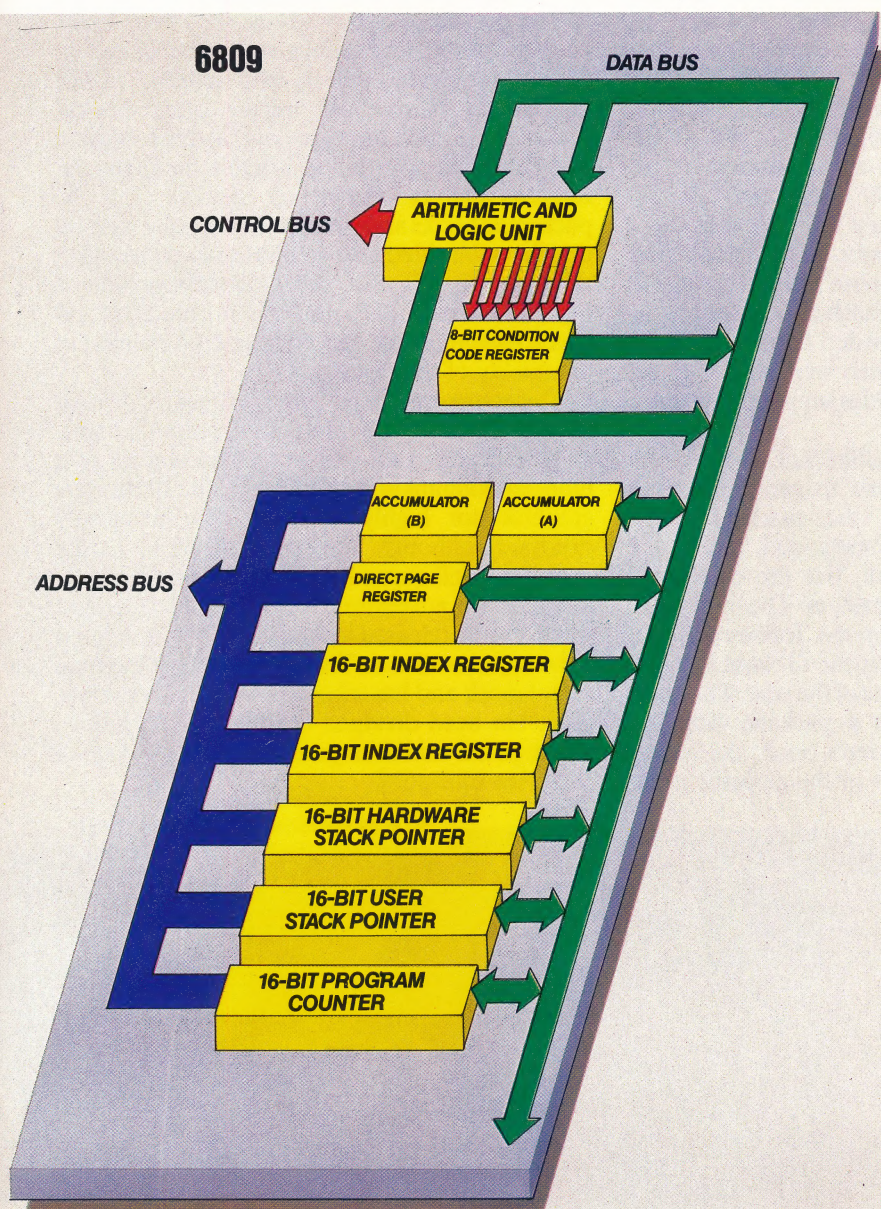 6809
DATA BUS
CONTROL BUS
ARITHMETIC AND
LOGIC UNIT
8-BIT CONDITION
CODE REGISTER
ACCUMULATOR
(B)
ACCUMULATOR
(A)
ADDRESS BUS
DIRECT PAGE
REGISTER
16-BIT INDEX REGISTER
16-BIT INDEX REGISTER
16-BIT HARDWARE
STACK POINTER
16-BIT USER
STACK POINTER
16-BIT PROGRAM
COUNTER